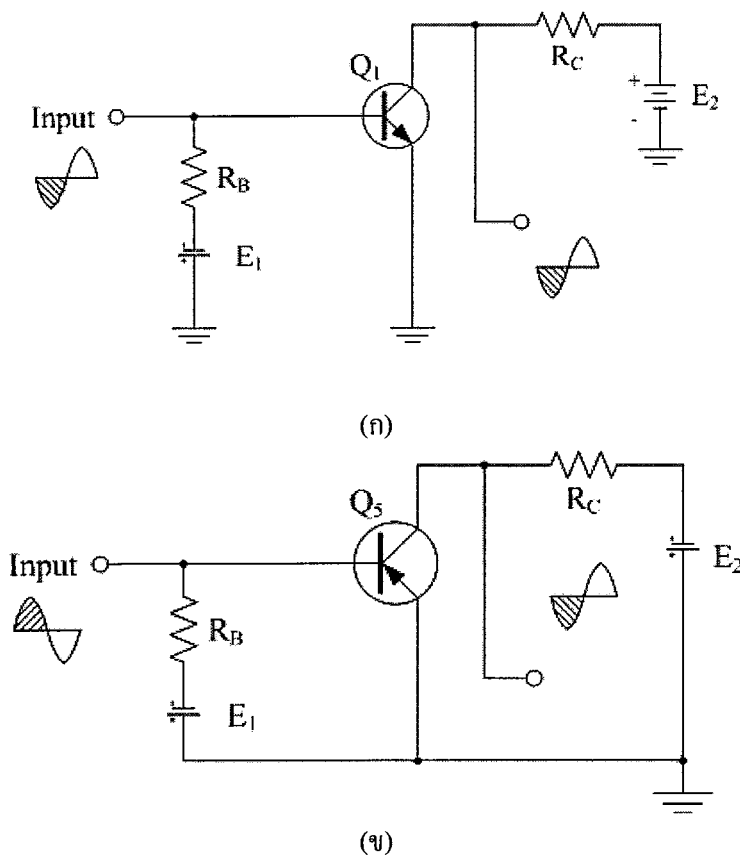 Q1
RC
+
E2
-
Input
RB
E1
(ก)
Q5
RC
E2
Input
RB
E1
(ข)